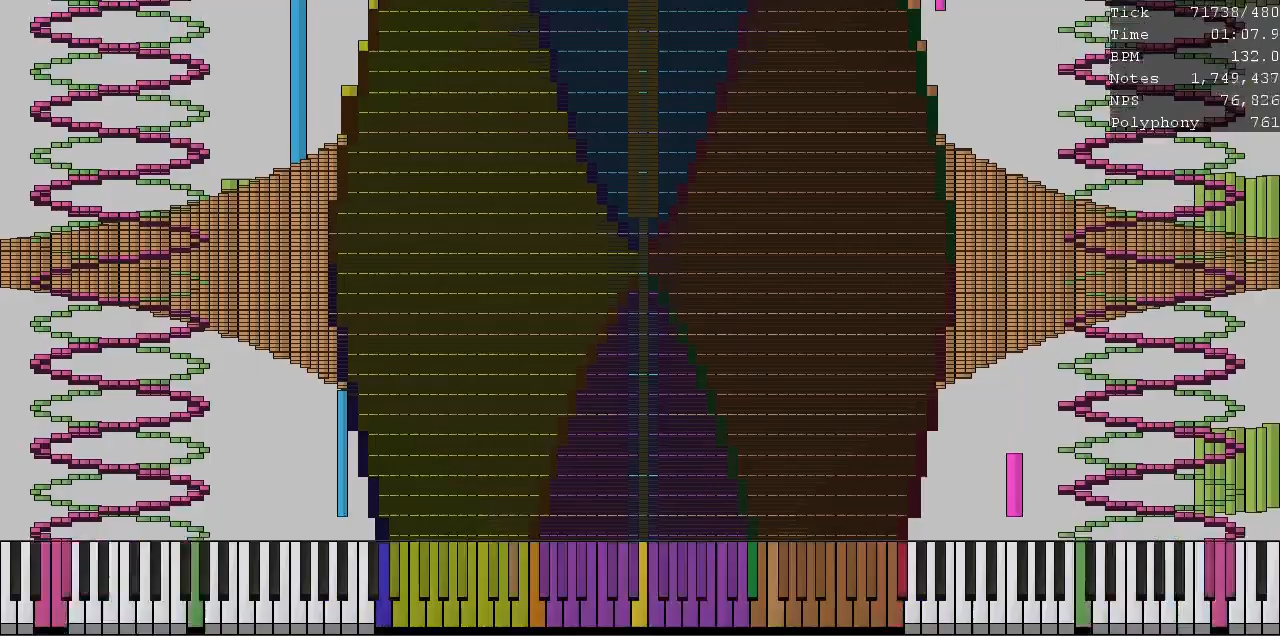 Tick 71738/480
Time 01:07.9
BPM 132.0
Notes 1,749,437
NPS 76,826
Polyphony 761